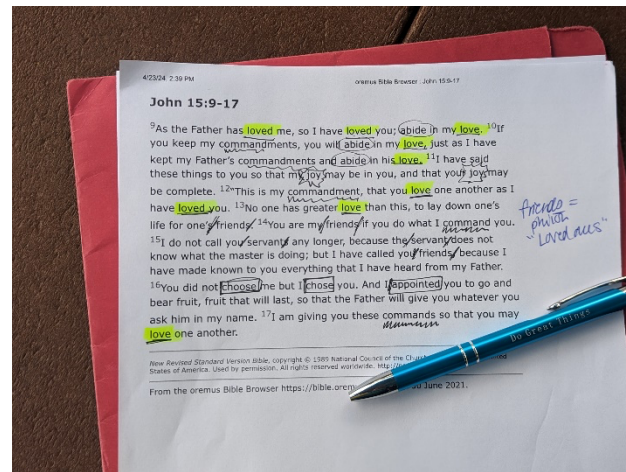 4/23/24 2:39 PM
oremus Bible Browser : John 15:9-17
John 15:9-17
9As the Father has loved me, so I have loved you; abide in my love. 10If
you keep my commandments, you will abide in my love, just as I have
kept my Father's commandments and abide in his love. 11I have said
these things to you so that my joy may be in you, and that your joy may
be complete. 12"This is my commandment, that you love one another as I
have loved you. 13No one has greater love than this, to lay down one's
life for one's friends. 14You are my friends if you do what I command you.
15I do not call you servants any longer, because the servant does not
know what the master is doing; but I have called you friends, because I
have made known to you everything that I have heard from my Father.
16You did not choose me but I chose you. And I appointed you to go and
bear fruit, fruit that will last, so that the Father will give you whatever you
ask him in my name. 17I am giving you these commands so that you may
love one another.
friends =
"Loved ones"
New Revised Standard Version Bible, copyright © 1989 National Council of the
States of America. Used by permission. All rights reserved worldwide.
From the oremus Bible Browser https://bible.orem
June 2021.
Do Great Things